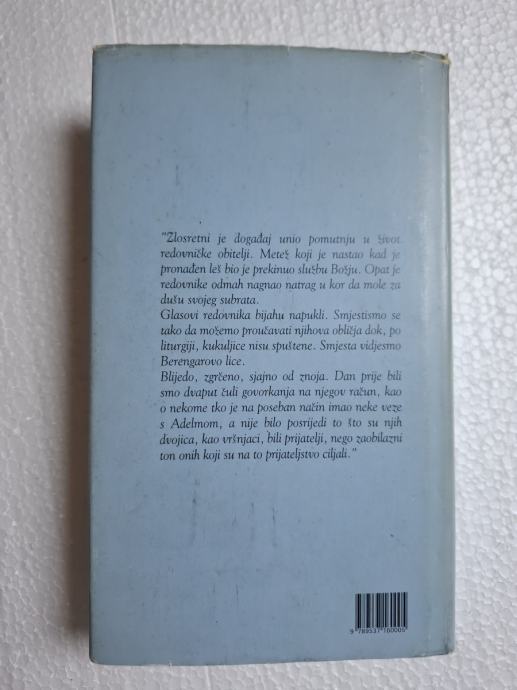 "Zlosretni je događaj unio pomutnju u život
redovničke obitelji. Metež koji je nastao kad je
pronađen leš bio je prekinuo službu Božju. Opat je
redovnike odmah nagnao natrag u kor da mole za
dušu svojeg subrata.
Glasovi redovnika bijahu napukli. Smjestismo se
tako da možemo proučavati njihova obličja dok, po
liturgiji, kukuljice nisu spuštene. Smjesta vidjesmo
Berengarovo lice.
Blijedo, zgrčeno, sjajno od znoja. Dan prije bili
smo dvaput čuli govorkanja na njegov račun, kao
o nekome tko je na poseban način imao neke veze
s Adelmom, a nije bilo posrijedi to što su njih
dvojica, kao vršnjaci, bili prijatelji, nego zaobilazni
ton onih koji su na to prijateljstvo ciljali."
9 789537 160005